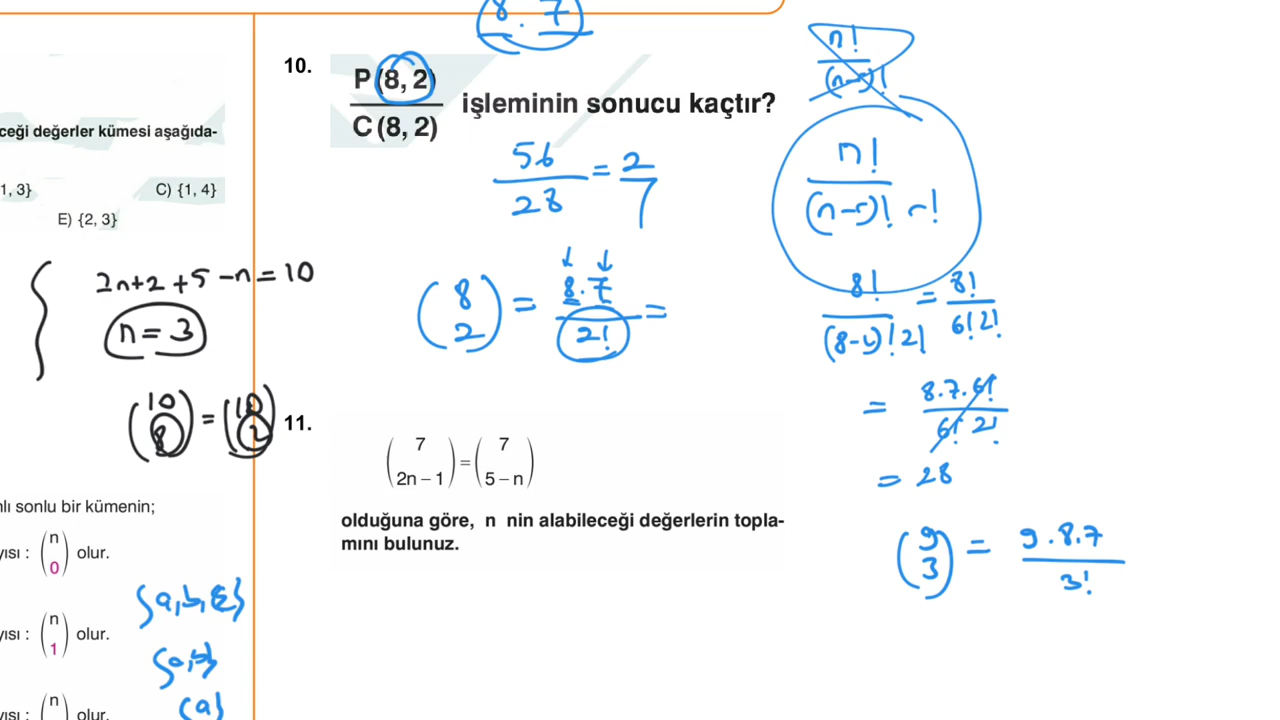 8.7
10.
P(8, 2)
C(8, 2)
işleminin sonucu kaçtır?
56
28
= 2
7
(8
2) = 8.7
2!
=
n!
(n-r)!
n!
(n-r)! r!
8!
= 8!
6! 2!
= 8.7.6!
6! 2!
= 28
(9
3) = 9.8.7
3!
ceği değerler kümesi aşağıda-
1, 3}
C) {1, 4}
E) {2, 3}
2n+2+5-n=10
n=3
(10
8) = (10
2)
11.
(7
2n – 1) = (7
5 – n)
olduğuna göre, n nin alabileceği değerlerin topla-
mını bulunuz.
lı sonlu bir kümenin;
yısı : (n
0) olur.
yısı : (n
1) olur.
yısı : (n
olur.
{a,b,
{a,b}
{a}